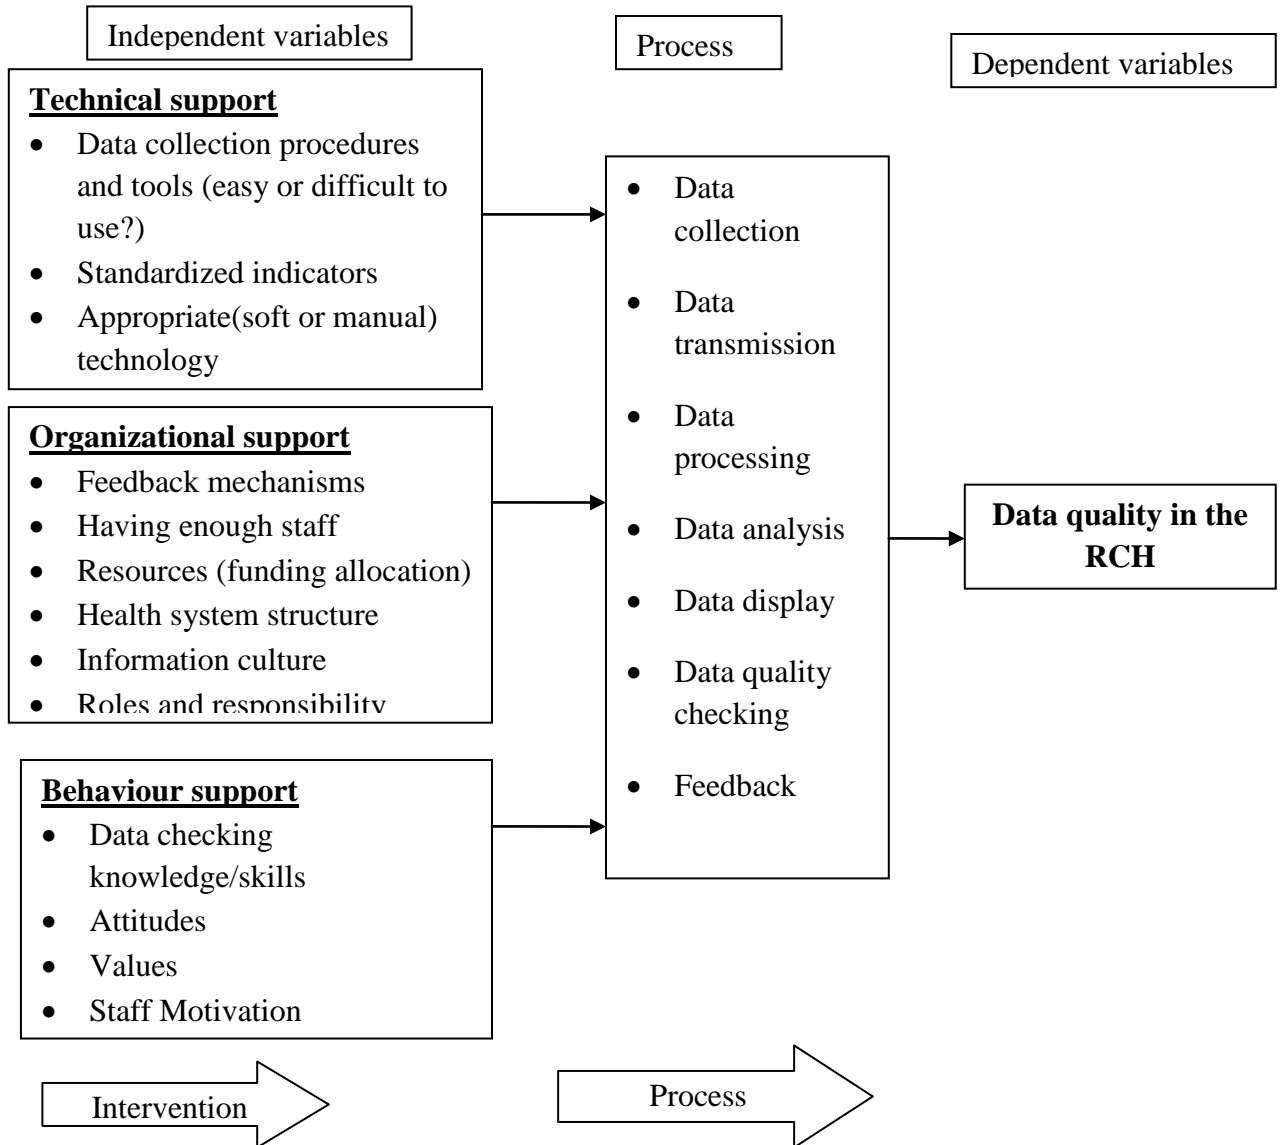 Independent variables
Process
Dependent variables
Technical support
• Data collection procedures
and tools (easy or difficult to
use?)
• Standardized indicators
• Appropriate(soft or manual)
technology
Organizational support
• Feedback mechanisms
• Having enough staff
• Resources (funding allocation)
• Health system structure
• Information culture
• Roles and responsibility
Behaviour support
• Data checking
knowledge/skills
• Attitudes
• Values
• Staff Motivation
• Data
collection
• Data
transmission
• Data
processing
• Data analysis
• Data display
• Data quality
checking
• Feedback
Data quality in the
RCH
Intervention
Process